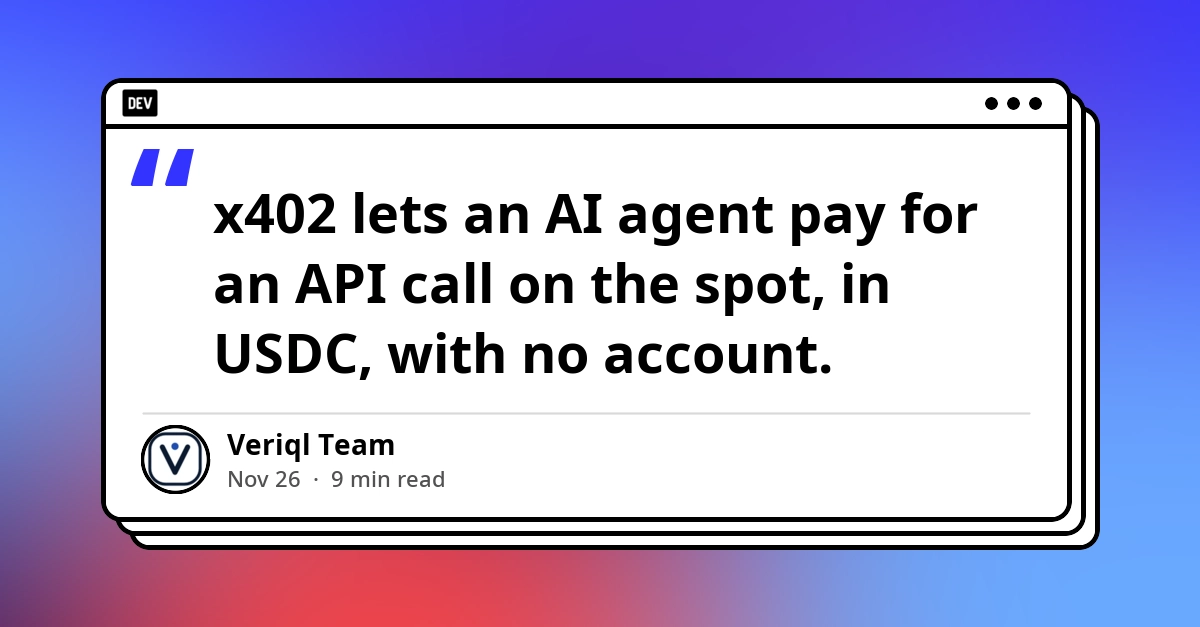 DEV
“
x402 lets an AI agent pay for
an API call on the spot, in
USDC, with no account.
Veriql Team
Nov 26 · 9 min read